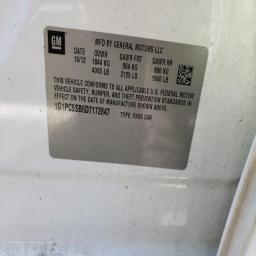 GM
MFD BY GENERAL MOTORS LLC
DATE GVWR GAWR FRT GAWR RR
10/12 1844 KG 964 KG 890 KG
4065 LB 2125 LB 1960 LB
THIS VEHICLE CONFORMS TO ALL APPLICABLE U.S. FEDERAL MOTOR
VEHICLE SAFETY, BUMPER, AND THEFT PREVENTION STANDARDS
IN EFFECT ON THE DATE OF MANUFACTURE SHOWN ABOVE.
1G1PC5SB6D7172847
TYPE: PASS CAR